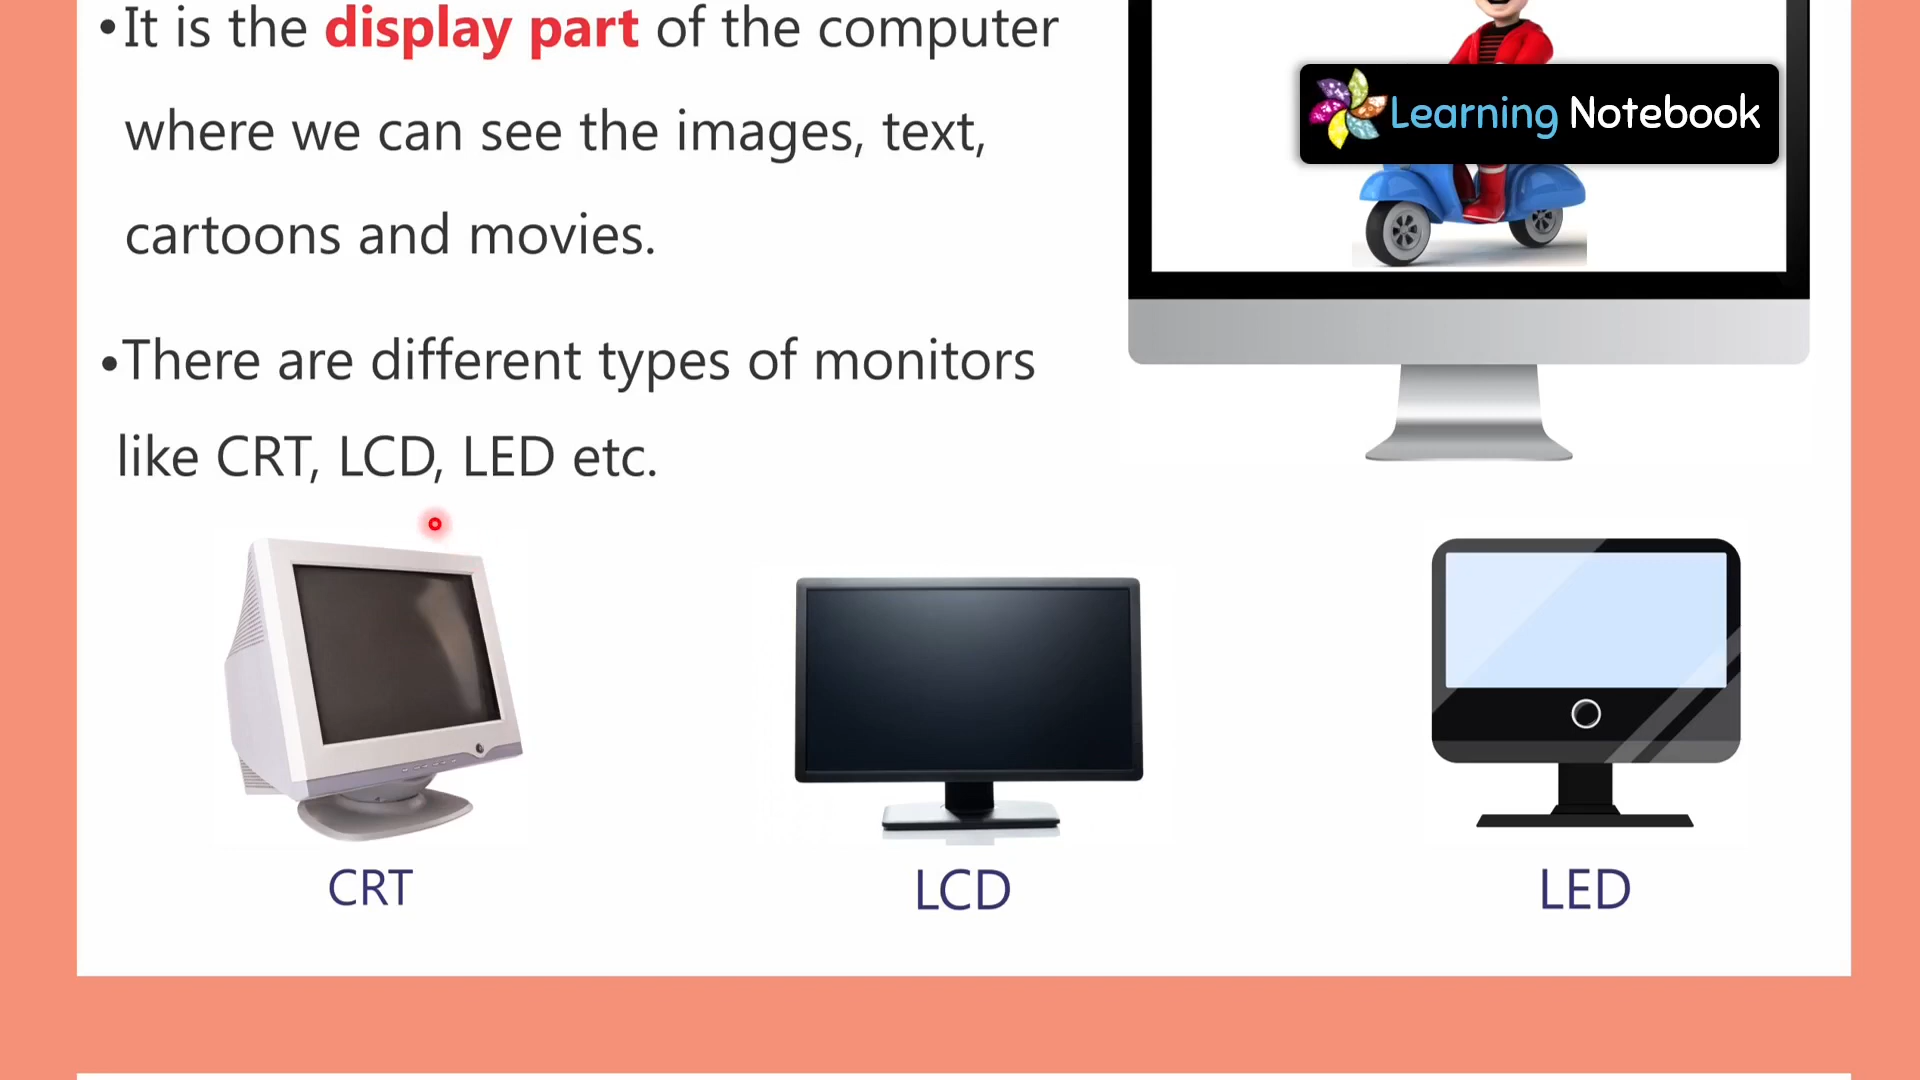 •It is the display part of the computer
where we can see the images, text,
cartoons and movies.
•There are different types of monitors
like CRT, LCD, LED etc.
Learning Notebook
CRT
LCD
LED